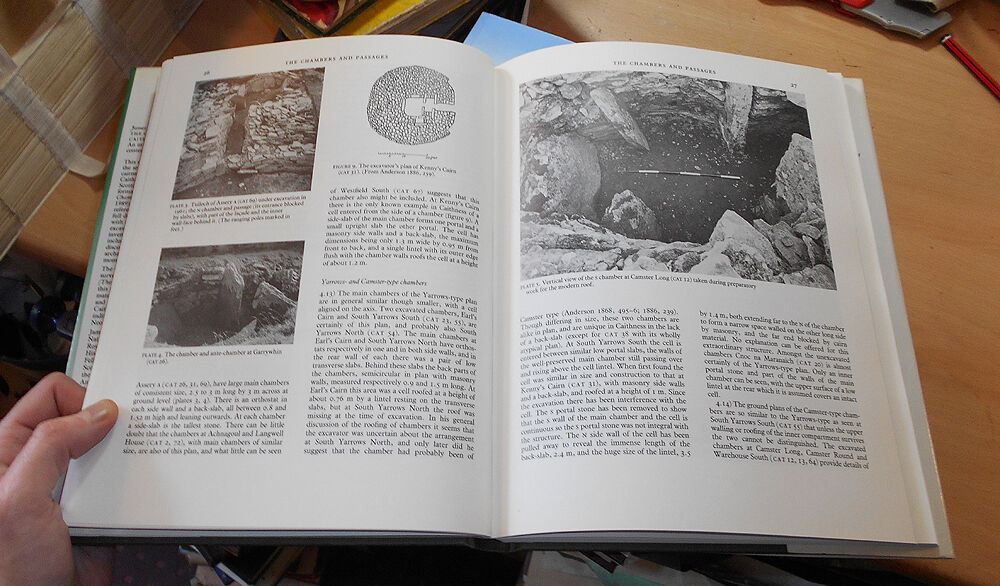 THE CHAMBERS AND PASSAGES
PLATE 3. Tulloch of Assery A (CAT 69) under excavation in
1961; the S chamber and passage (its entrance blocked
by slabs), with part of the façade and the inner
wall-face behind it. (The ranging poles marked in
feet.)
PLATE 4. The chamber and ante-chamber at Garrywhin
(CAT 26).
Assery A (CAT 26, 31, 69), have large main chambers
of consistent size, 2.5 to 3 m long by 3 m across at
ground level (plates 3, 4). There is an orthostat in
each side wall and a back-slab, all between 0.8 and
1.52 m high and leaning outwards. At each chamber
a side-slab is the tallest stone. There can be little
doubt that the chambers at Achnagoul and Langwell
House (CAT 2, 72), with main chambers of similar
size, are also of this plan, and what little can be seen
FIGURE 9. The excavator's plan of Kenny's Cairn
(CAT 31). (From Anderson 1886, 259).
of Westfield South (CAT 67) suggests that this
chamber also might be included. At Kenny's Cairn
there is the only known example in Caithness of a
cell entered from the side of a chamber (figure 9). A
side-slab of the main chamber forms one portal and a
small upright slab the other portal. The cell has
masonry side walls and a back-slab, the maximum
dimensions being only 1.3 m wide by 0.95 m from
front to back, and a single lintel with its outer edge
flush with the chamber walls roofs the cell at a height
of about 1.2 m.
Yarrows- and Camster-type chambers
4.13) The main chambers of the Yarrows-type plan
are in general similar though smaller, with a cell
aligned on the axis. Two excavated chambers, Earl's
Cairn and South Yarrows South (CAT 23, 55), are
certainly of this plan, and probably also South
Yarrows North (CAT 54). The main chambers at
Earl's Cairn and South Yarrows North have orthos-
tats respectively in one and in both side walls, and in
the rear wall of each there was a pair of low
transverse slabs. Behind these slabs the back parts of
the chambers, semicircular in plan with masonry
walls, measured respectively 0.9 and 1.5 m long. At
Earl's Cairn this area was a cell roofed at a height of
about 0.76 m by a lintel resting on the transverse
slabs, but at South Yarrows North the roof was
missing at the time of excavation. In his general
discussion of the roofing of chambers it seems that
the excavator was uncertain about the arrangement
at South Yarrows North, and only later did he
suggest that the chamber had probably been of
THE CHAMBERS AND PASSAGES
27
PLATE 5. Vertical view of the S chamber at Camster Long (CAT 12) taken during preparatory
work for the modern roof.
Camster type (Anderson 1868, 495–6; 1886, 239).
Though differing in size, these two chambers are
alike in plan, and are unique in Caithness in the lack
of a back-slab (except for CAT 18 with its wholly
atypical plan). At South Yarrows South the cell is
entered between similar low portal slabs, the walls of
the well-preserved main chamber still passing over
and rising above the cell lintel. When first found the
cell was similar in size and construction to that at
Kenny's Cairn (CAT 31), with masonry side walls
and a back-slab, and roofed at a height of 1 m. Since
the excavation there has been interference with the
cell. The S portal stone has been removed to show
that the S wall of the main chamber and the cell is
continuous so the S portal stone was not integral with
the structure. The N side wall of the cell has been
pulled away to reveal the immense length of the
back-slab, 2.4 m, and the huge size of the lintel, 3.5
by 1.4 m, both extending far to the N of the chamber
to form a narrow space walled on the other long side
by masonry, and the far end blocked by cairn
material. No explanation can be offered for this
extraordinary structure. Amongst the unexcavated
chambers Cnoc na Maranaich (CAT 20) is almost
certainly of the Yarrows-type plan. Only an inner
portal stone and part of the walls of the main
chamber can be seen, with the upper surface of a low
lintel at the rear which it is assumed covers an intact
cell.
4.14) The ground plans of the Camster-type cham-
bers are so similar to the Yarrows-type as seen at
South Yarrows South (CAT 55) that unless the upper
walling or roofing of the inner compartment survives
the two cannot be distinguished. The excavated
chambers at Camster Long, Camster Round and
Warehouse South (CAT 12, 13, 64) provide details of